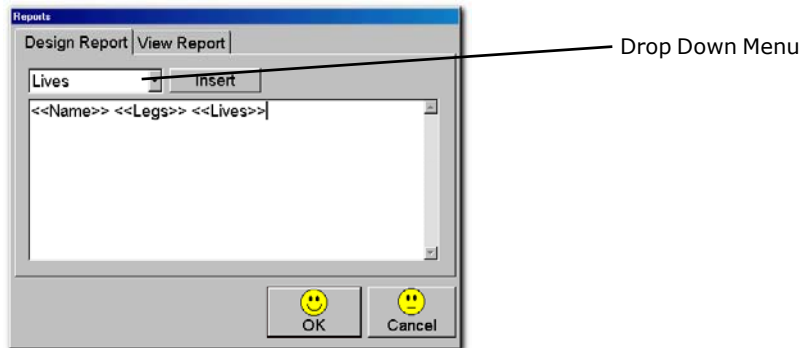 Reports
Design Report View Report
Drop Down Menu
Lives Insert
<<Name>> <<Legs>> <<Lives>>
OK Cancel